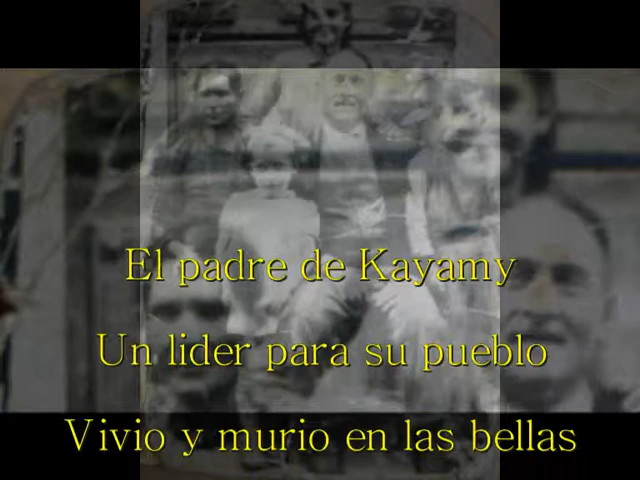 El padre de Kayamy
Un lider para su pueblo
Vivio y murio en las bellas